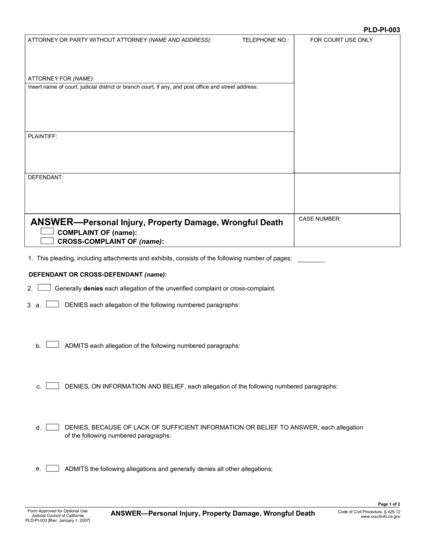 PLD-PI-003
ATTORNEY OR PARTY WITHOUT ATTORNEY (NAME AND ADDRESS): TELEPHONE NO.: FOR COURT USE ONLY
ATTORNEY FOR (NAME):
Insert name of court, judicial district or branch court, if any, and post office and street address:
PLAINTIFF:
DEFENDANT:
ANSWER—Personal Injury, Property Damage, Wrongful Death
COMPLAINT OF (name):
CROSS-COMPLAINT OF (name):
CASE NUMBER:
1. This pleading, including attachments and exhibits, consists of the following number of pages:
DEFENDANT OR CROSS-DEFENDANT (name):
2. Generally denies each allegation of the unverified complaint or cross-complaint.
3 a. DENIES each allegation of the following numbered paragraphs:
b. ADMITS each allegation of the following numbered paragraphs:
c. DENIES, ON INFORMATION AND BELIEF, each allegation of the following numbered paragraphs:
d. DENIES, BECAUSE OF LACK OF SUFFICIENT INFORMATION OR BELIEF TO ANSWER, each allegation
of the following numbered paragraphs:
e. ADMITS the following allegations and generally denies all other allegations:
Page 1 of 2
Form Approved for Optional Use
Judicial Council of California
PLD-PI-003 [Rev. January 1, 2007]
ANSWER—Personal Injury, Property Damage, Wrongful Death
Code of Civil Procedure, § 425.12
www.courtinfo.ca.gov